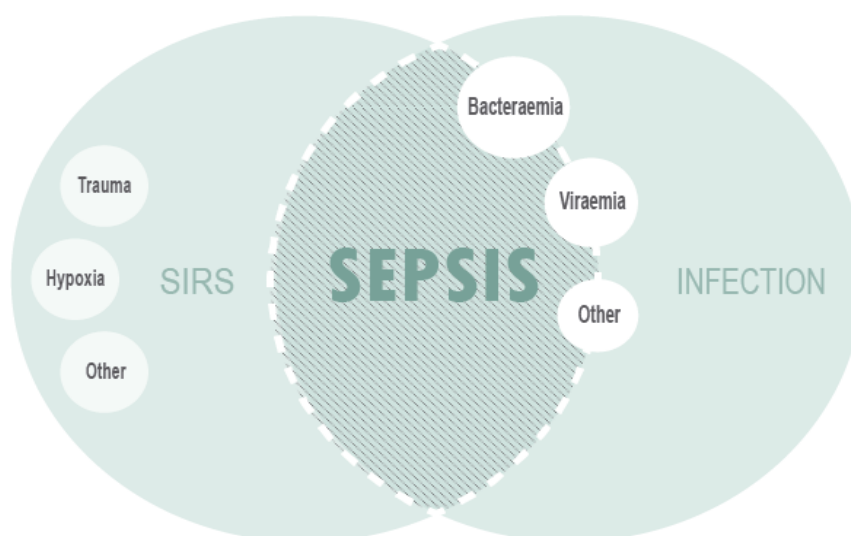 Bacteraemia
Trauma
Viraemia
Hypoxia
SIRS
SEPSIS
INFECTION
Other
Other